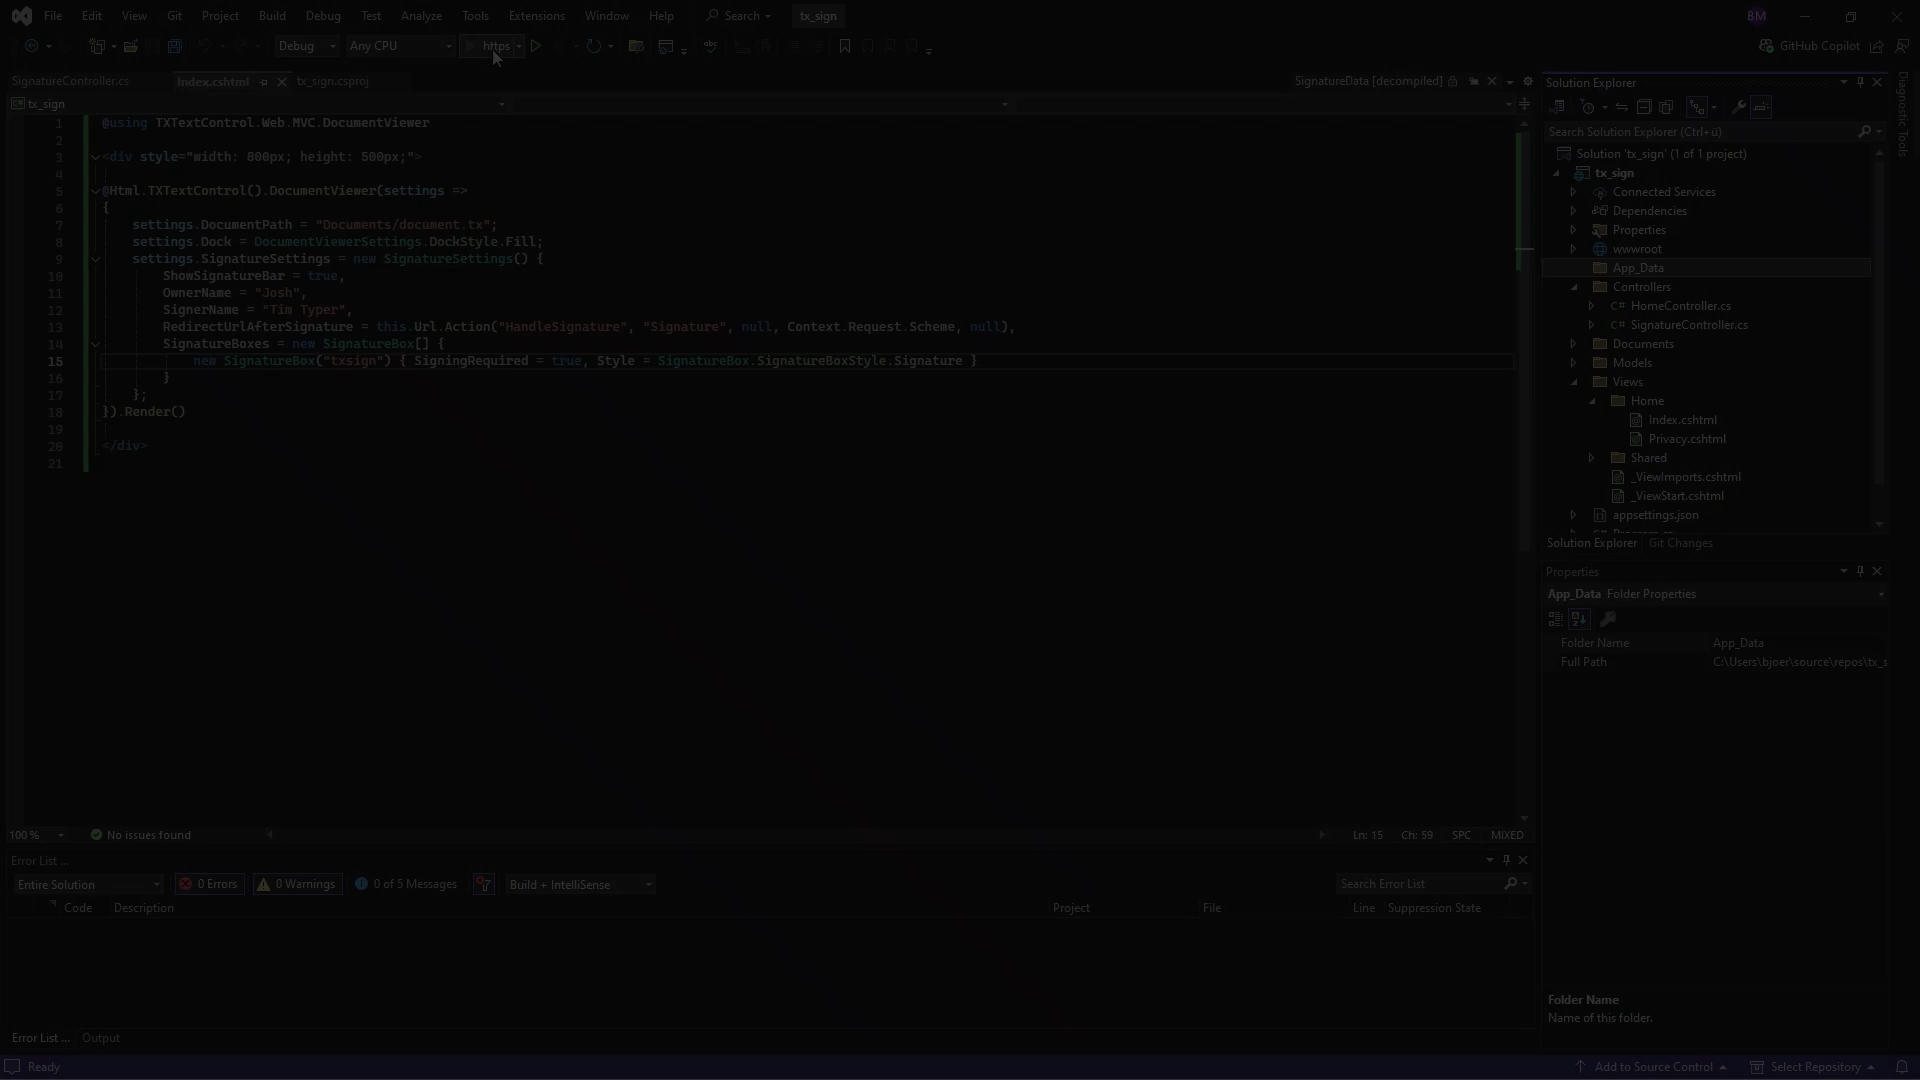 File Edit View Git Project Build Debug Test Analyze Tools Extensions Window Help Search tx_sign BM
Debug Any CPU https GitHub Copilot
SignatureController.cs Index.cshtml tx_sign.csproj SignatureData [decompiled]
tx_sign
1 @using TXTextControl.Web.MVC.DocumentViewer
2
3 <div style="width: 800px; height: 500px;">
4
5 @Html.TXTextControl().DocumentViewer(settings =>
6 {
7 settings.DocumentPath = "Documents/document.tx";
8 settings.Dock = DocumentViewerSettings.DockStyle.Fill;
9 settings.SignatureSettings = new SignatureSettings() {
10 ShowSignatureBar = true,
11 OwnerName = "Josh",
12 SignerName = "Tim Typer",
13 RedirectUrlAfterSignature = this.Url.Action("HandleSignature", "Signature", null, Context.Request.Scheme, null),
14 SignatureBoxes = new SignatureBox[] {
15 new SignatureBox("txsign") { SigningRequired = true, Style = SignatureBox.SignatureBoxStyle.Signature }
16 }
17 };
18 }).Render()
19
20 </div>
21
100 % No issues found Ln: 15 Ch: 59 SPC MIXED
Error List ...
Entire Solution 0 Errors 0 Warnings 0 of 5 Messages Build + IntelliSense Search Error List
Code Description Project File Line Suppression State
Error List ... Output
Ready Add to Source Control Select Repository
Solution Explorer
Search Solution Explorer (Ctrl+ü)
Solution 'tx_sign' (1 of 1 project)
tx_sign
Connected Services
Dependencies
Properties
wwwroot
App_Data
Controllers
C# HomeController.cs
C# SignatureController.cs
Documents
Models
Views
Home
Index.cshtml
Privacy.cshtml
Shared
_ViewImports.cshtml
_ViewStart.cshtml
appsettings.json
Solution Explorer Git Changes
Properties
App_Data Folder Properties
Folder Name App_Data
Full Path C:\Users\bjoer\source\repos\tx_s
Folder Name
Name of this folder.
Diagnostic Tools